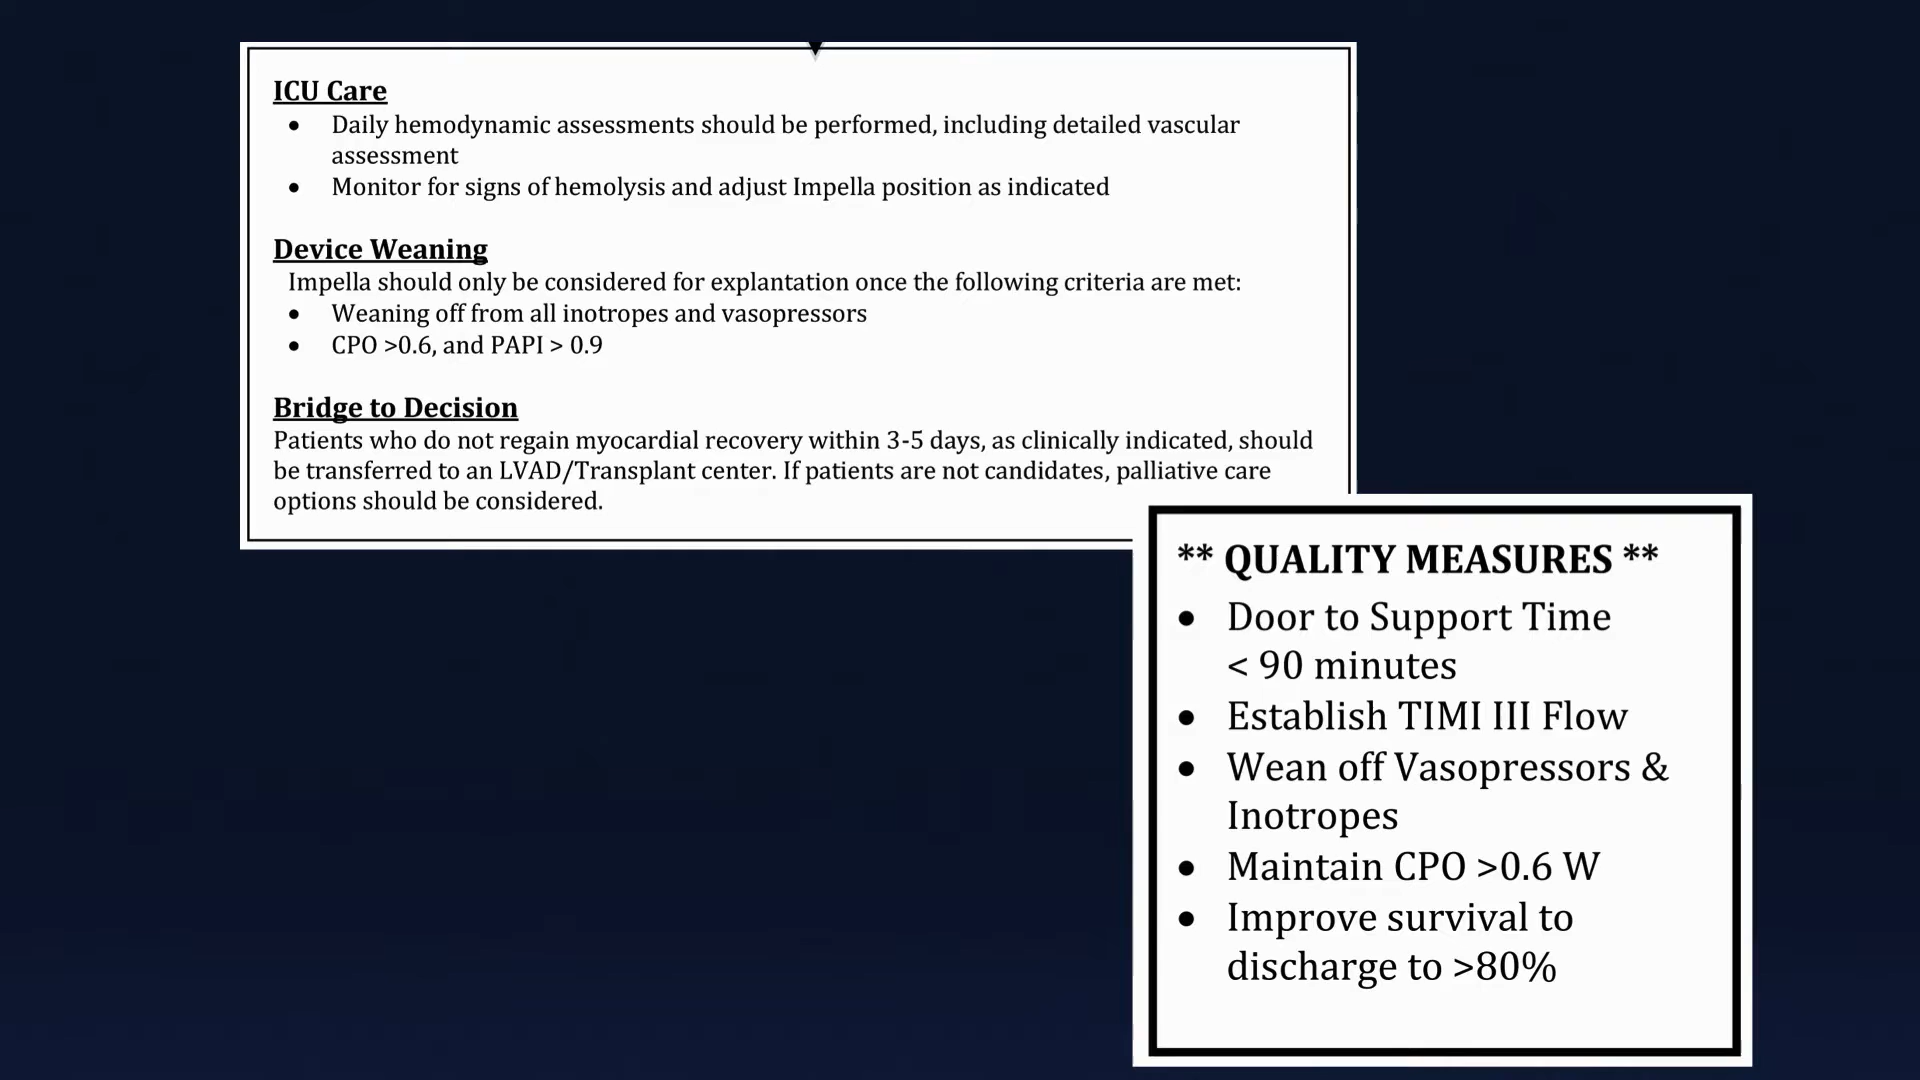 ICU Care
• Daily hemodynamic assessments should be performed, including detailed vascular
assessment
• Monitor for signs of hemolysis and adjust Impella position as indicated
Device Weaning
Impella should only be considered for explantation once the following criteria are met:
• Weaning off from all inotropes and vasopressors
• CPO >0.6, and PAPI > 0.9
Bridge to Decision
Patients who do not regain myocardial recovery within 3-5 days, as clinically indicated, should
be transferred to an LVAD/Transplant center. If patients are not candidates, palliative care
options should be considered.
** QUALITY MEASURES **
• Door to Support Time
< 90 minutes
• Establish TIMI III Flow
• Wean off Vasopressors &
Inotropes
• Maintain CPO >0.6 W
• Improve survival to
discharge to >80%